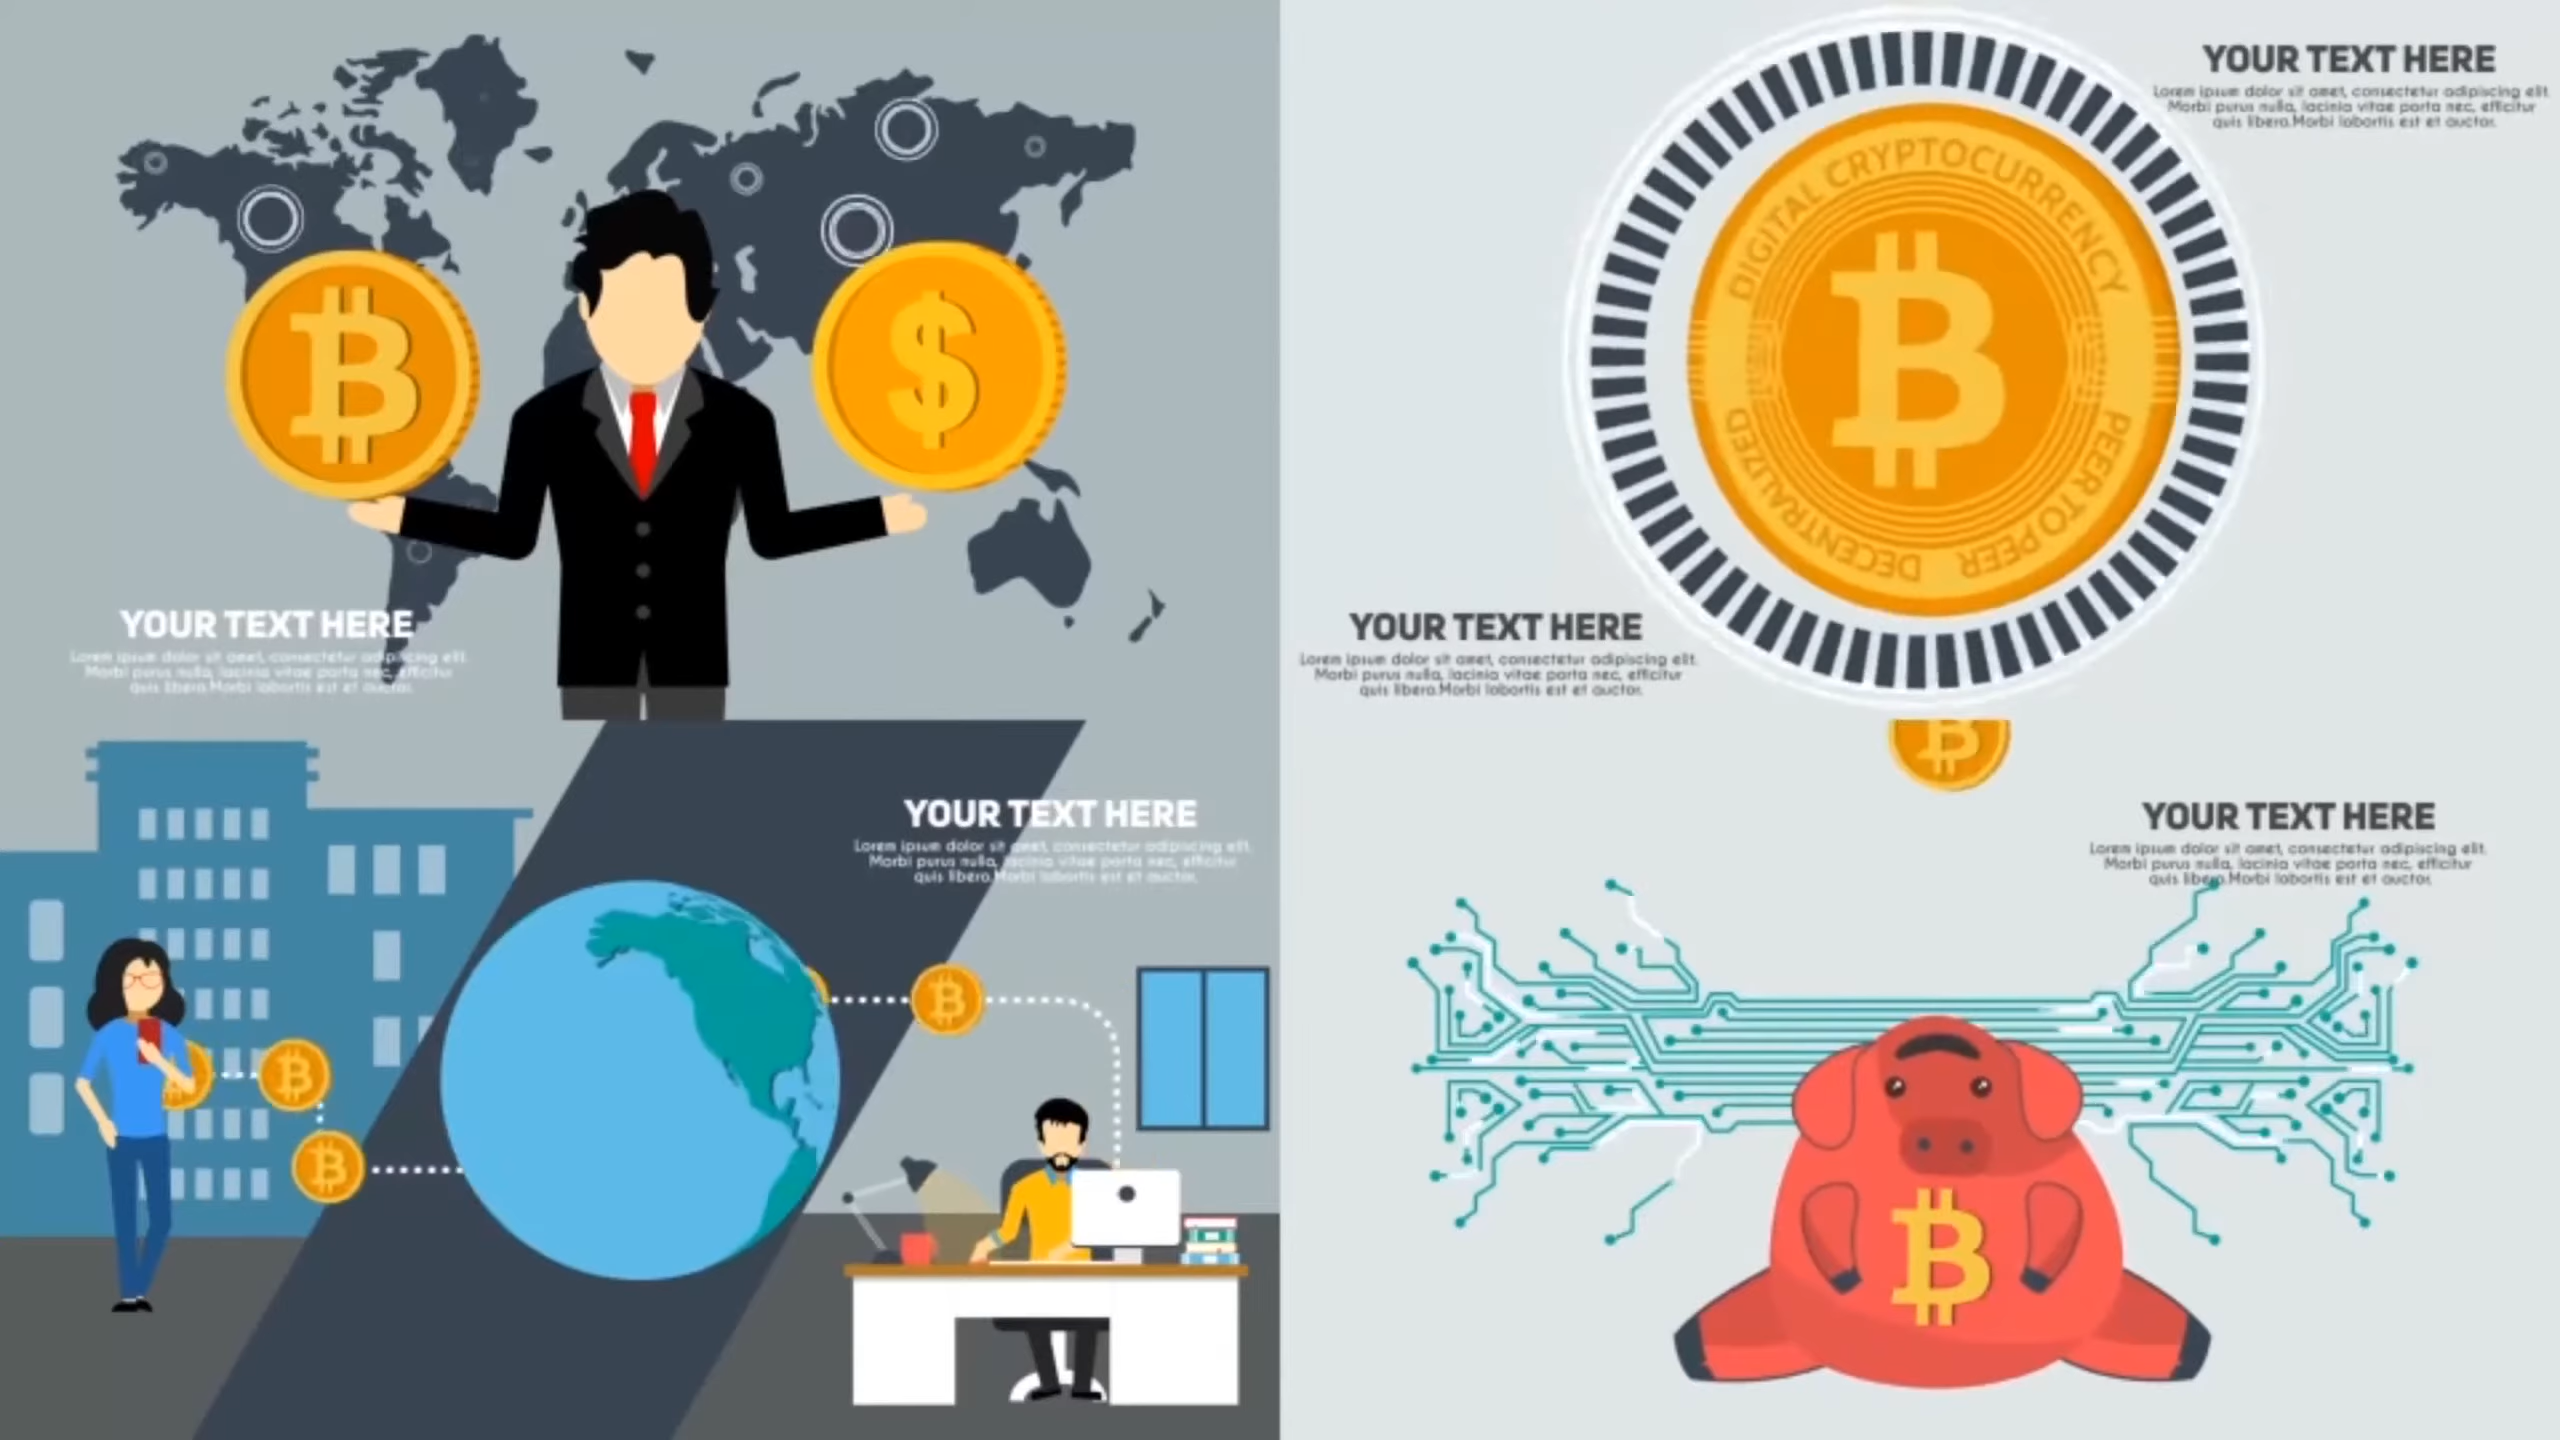 YOUR TEXT HERE
Lorem ipsum dolor sit amet, consectetur adipiscing elit.
Morbi purus nulla, lacinia vitae porta nec, efficitur
quis libero.Morbi lobortis est et auctor.
DIGITAL CRYPTOCURRENCY
DECENTRALIZED
PEER TO PEER
YOUR TEXT HERE
Lorem ipsum dolor sit amet, consectetur adipiscing elit.
Morbi purus nulla, lacinia vitae porta nec, efficitur
quis libero.Morbi lobortis est et auctor.
YOUR TEXT HERE
Lorem ipsum dolor sit amet, consectetur adipiscing elit.
Morbi purus nulla, lacinia vitae porta nec, efficitur
quis libero.Morbi lobortis est et auctor.
YOUR TEXT HERE
Lorem ipsum dolor sit amet, consectetur adipiscing elit.
Morbi purus nulla, lacinia vitae porta nec, efficitur
quis libero.Morbi lobortis est et auctor.
YOUR TEXT HERE
Lorem ipsum dolor sit amet, consectetur adipiscing elit.
Morbi purus nulla, lacinia vitae porta nec, efficitur
quis libero.Morbi lobortis est et auctor.